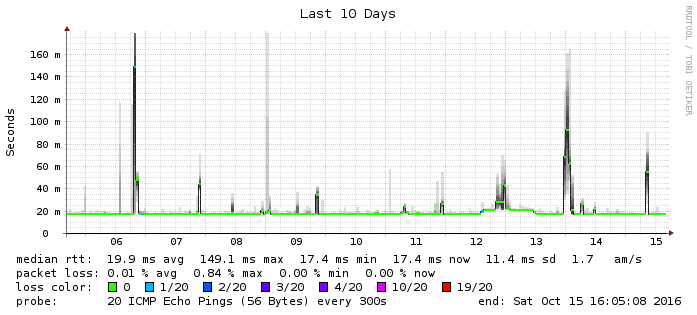 Last 10 Days
RRDTOOL / TOBI OETIKER
Seconds
160 m
140 m
120 m
100 m
80 m
60 m
40 m
20 m
0
06 07 08 09 10 11 12 13 14 15
median rtt: 19.9 ms avg 149.1 ms max 17.4 ms min 17.4 ms now 11.4 ms sd 1.7 am/s
packet loss: 0.01 % avg 0.84 % max 0.00 % min 0.00 % now
loss color: 0 1/20 2/20 3/20 4/20 10/20 19/20
probe: 20 ICMP Echo Pings (56 Bytes) every 300s end: Sat Oct 15 16:05:08 2016